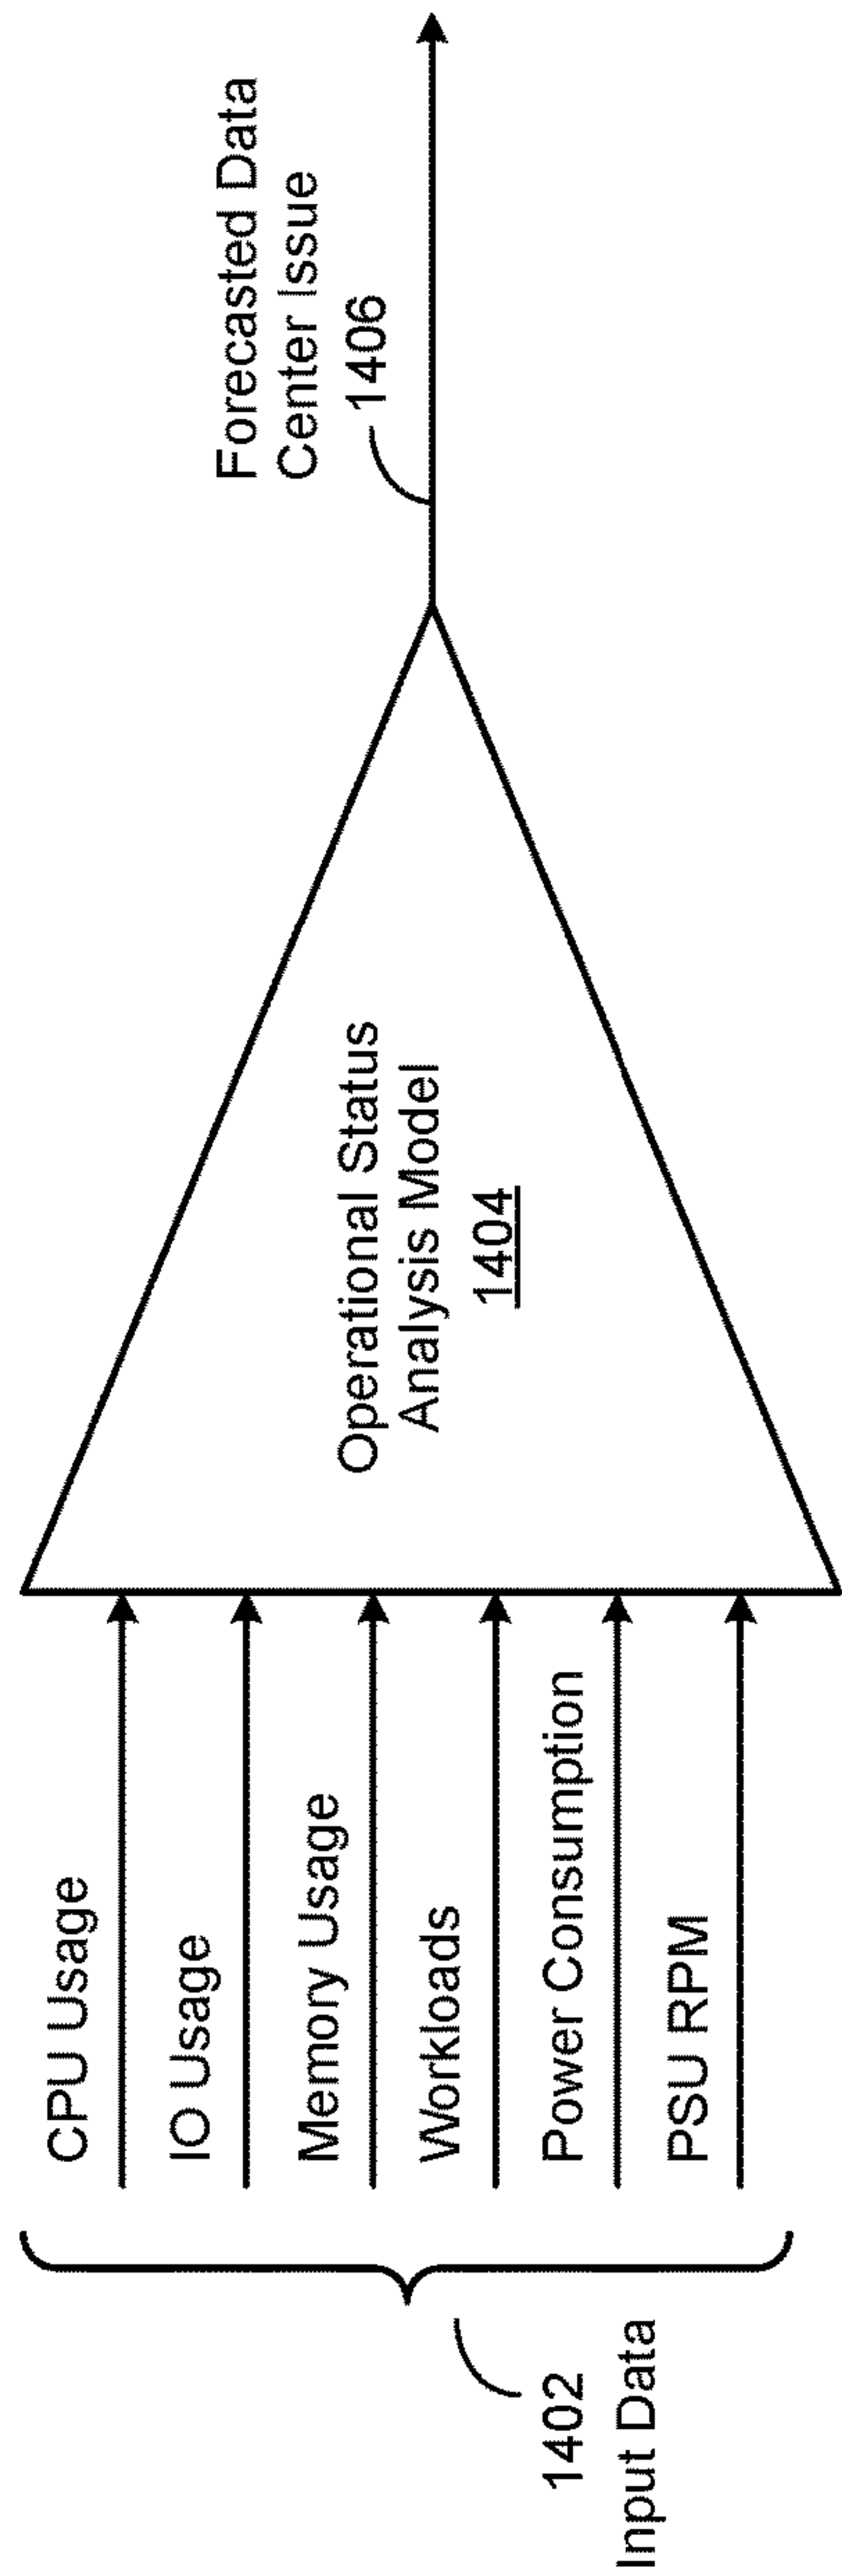 1402
Input Data
CPU Usage
IO Usage
Memory Usage
Workloads
Power Consumption
PSU RPM
Operational Status
Analysis Model
1404
Forecasted Data
Center Issue
1406